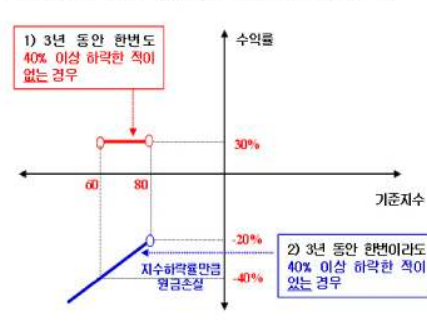 1) 3년 동안 한번도
40% 이상 하락한 적이
없는 경우
수익률
30%
60
80
기준지수
-20%
-40%
지수하락률만큼
원금손실
2) 3년 동안 한번이라도
40% 이상 하락한 적이
있는 경우